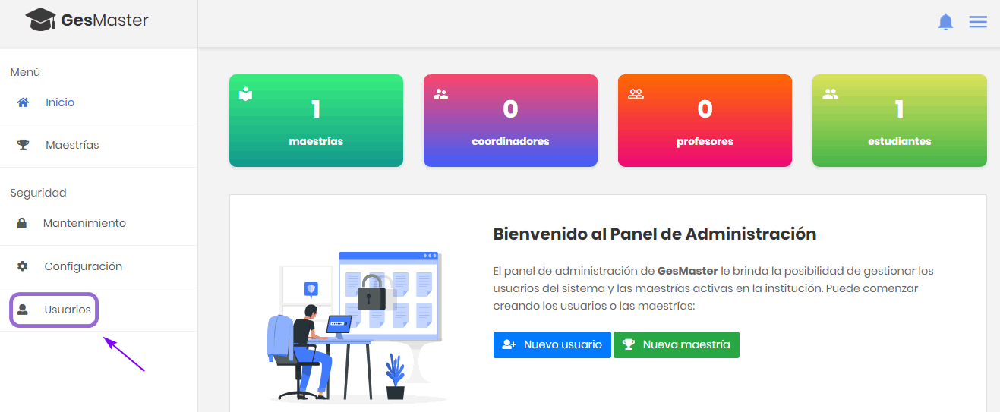 GesMaster
Menú
Inicio
Maestrías
Seguridad
Mantenimiento
Configuración
Usuarios
1
maestrías
0
coordinadores
0
profesores
1
estudiantes
Bienvenido al Panel de Administración
El panel de administración de GesMaster le brinda la posibilidad de gestionar los
usuarios del sistema y las maestrías activas en la institución. Puede comenzar
creando los usuarios o las maestrías:
Nuevo usuario
Nueva maestría